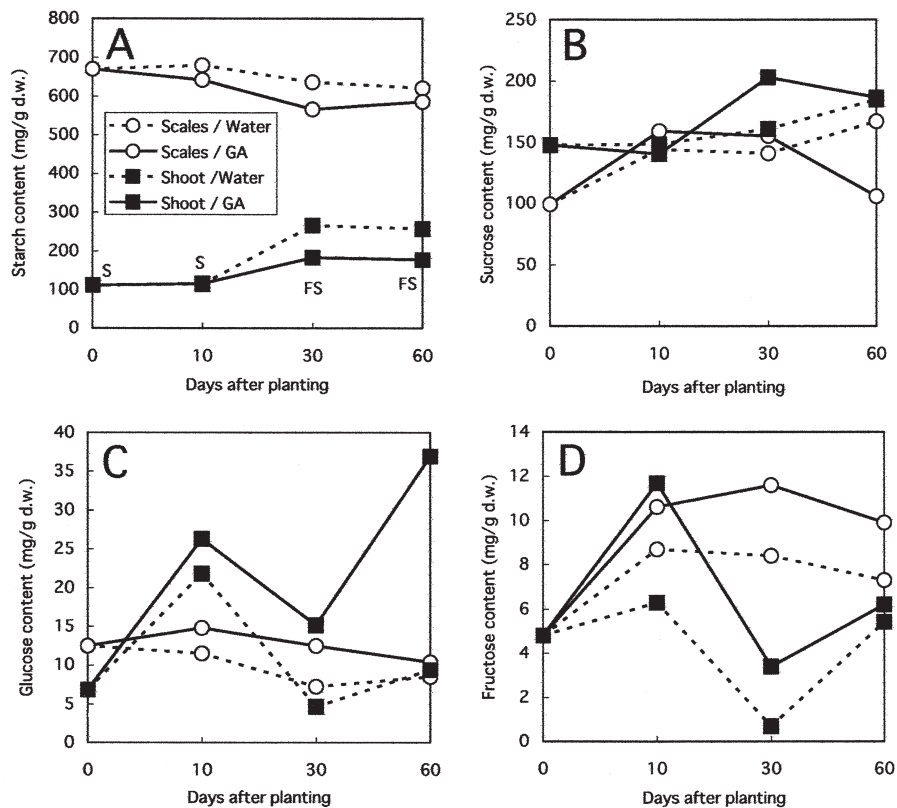 A
800
700
600
500
400
300
200
100
0
Starch content (mg/g d.w.)
Scales / Water
Scales / GA
Shoot /Water
Shoot / GA
S
S
FS
FS
0
10
30
60
Days after planting
B
250
200
150
100
50
0
Sucrose content (mg/g d.w.)
0
10
30
60
Days after planting
C
40
35
30
25
20
15
10
5
0
Glucose content (mg/g d.w.)
0
10
30
60
Days after planting
D
14
12
10
8
6
4
2
0
Fructose content (mg/g d.w.)
0
10
30
60
Days after planting